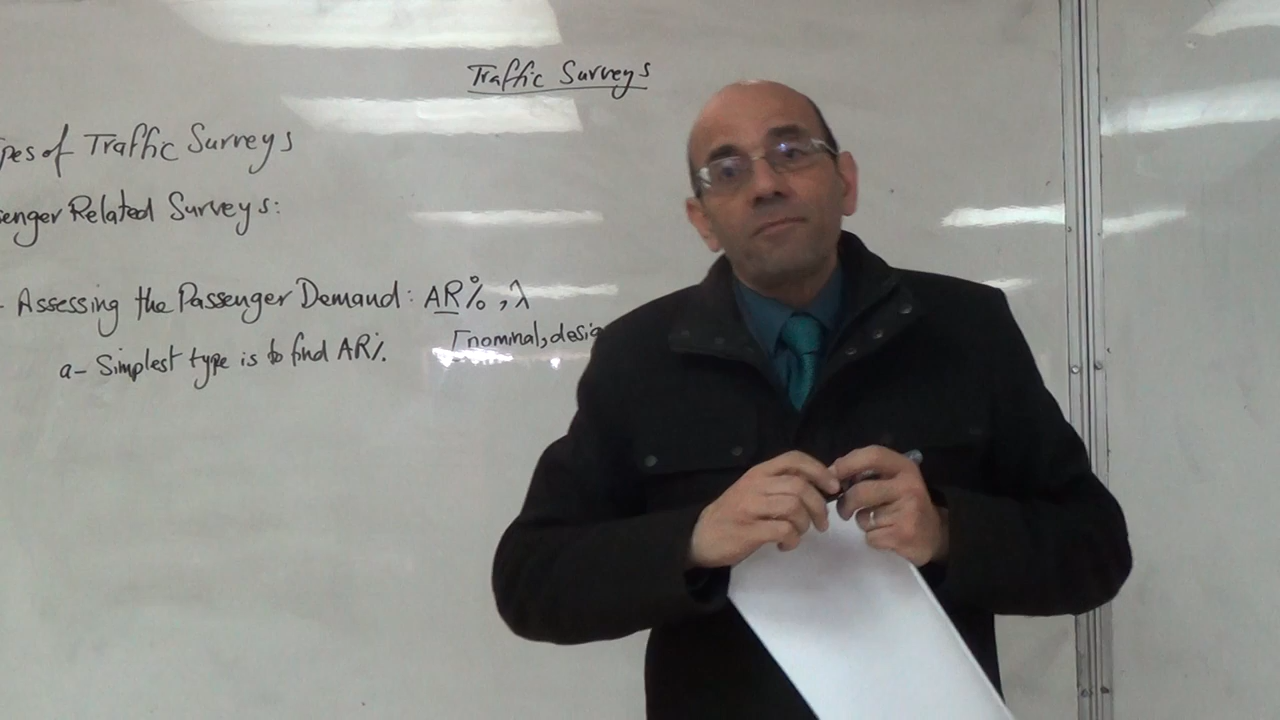 Traffic Surveys
pes of Traffic Surveys
senger Related Surveys:
- Assessing the Passenger Demand: AR%, λ
[nominal, desig
a- Simplest type is to find AR%.